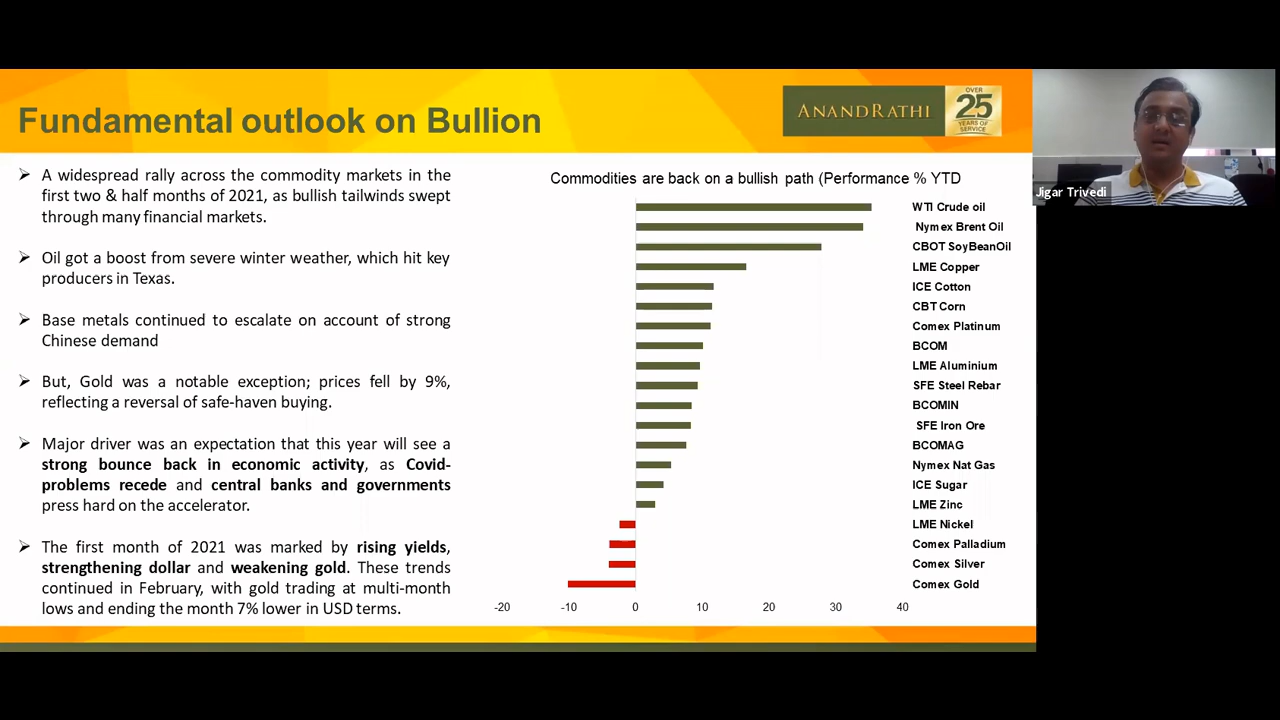 Fundamental outlook on Bullion
ANANDRATHI
OVER
25
YEARS OF
SERVICE
Jigar Trivedi
➢ A widespread rally across the commodity markets in the
first two & half months of 2021, as bullish tailwinds swept
through many financial markets.
➢ Oil got a boost from severe winter weather, which hit key
producers in Texas.
➢ Base metals continued to escalate on account of strong
Chinese demand
➢ But, Gold was a notable exception; prices fell by 9%,
reflecting a reversal of safe-haven buying.
➢ Major driver was an expectation that this year will see a
strong bounce back in economic activity, as Covid-
problems recede and central banks and governments
press hard on the accelerator.
➢ The first month of 2021 was marked by rising yields,
strengthening dollar and weakening gold. These trends
continued in February, with gold trading at multi-month
lows and ending the month 7% lower in USD terms.
Commodities are back on a bullish path (Performance % YTD
WTI Crude oil
Nymex Brent Oil
CBOT SoyBeanOil
LME Copper
ICE Cotton
CBT Corn
Comex Platinum
BCOM
LME Aluminium
SFE Steel Rebar
BCOMIN
SFE Iron Ore
BCOMAG
Nymex Nat Gas
ICE Sugar
LME Zinc
LME Nickel
Comex Palladium
Comex Silver
Comex Gold
-20 -10 0 10 20 30 40